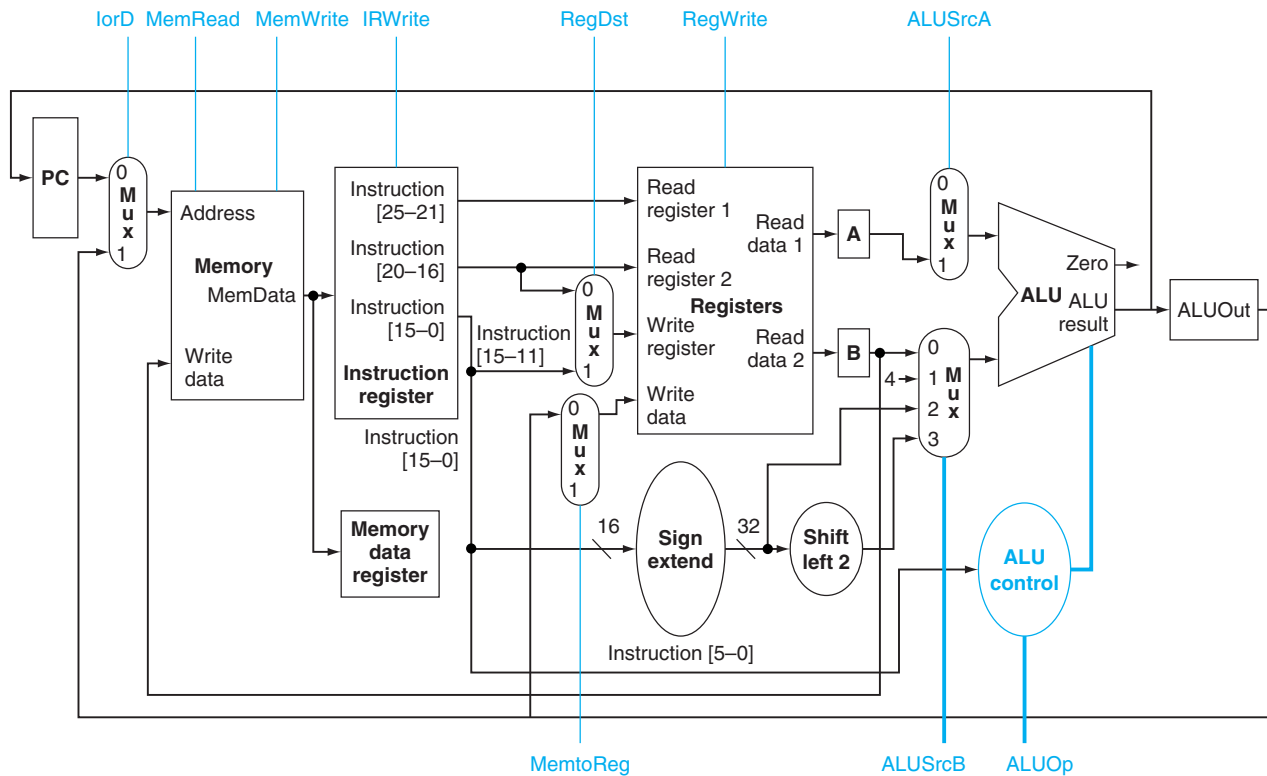 IorD MemRead MemWrite IRWrite RegDst RegWrite ALUSrcA
PC
0
M
u
x
1
Address
Memory
MemData
Write
data
Instruction
[25–21]
Instruction
[20–16]
Instruction
[15–0]
Instruction
register
Instruction
[15–11]
Instruction
[15–0]
Memory
data
register
0
M
u
x
1
0
M
u
x
1
Read
register 1
Read
register 2
Registers
Write
register
Write
data
Read
data 1
Read
data 2
A
B
0
M
u
x
1
4
0
1
2
3
M
u
x
Zero
ALU
ALU
result
ALUOut
16
Sign
extend
32
Shift
left 2
ALU
control
Instruction [5–0]
MemtoReg ALUSrcB ALUOp